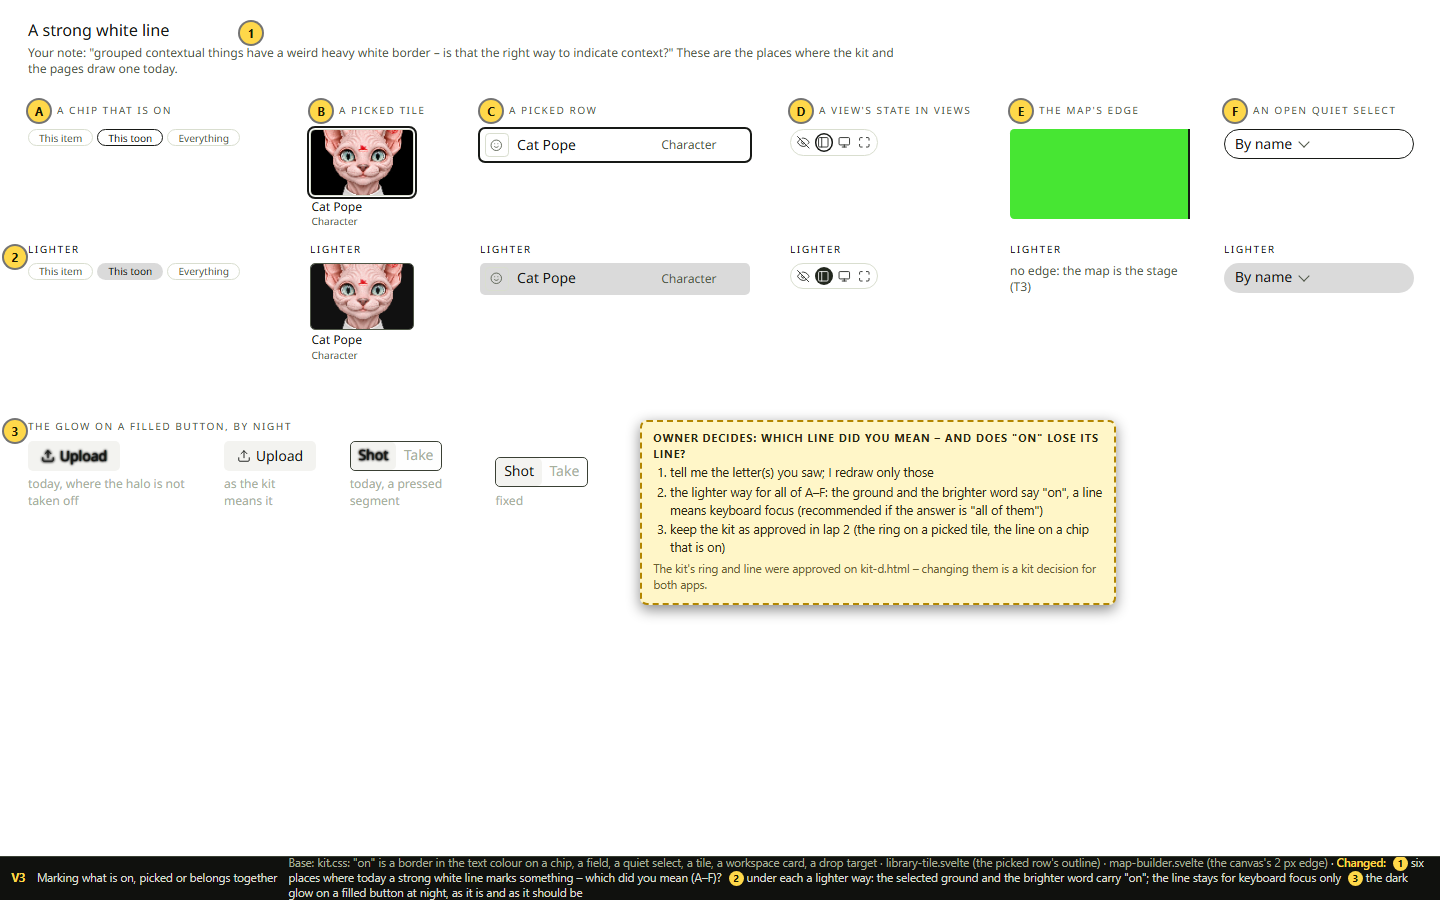 A strong white line
1
Your note: "grouped contextual things have a weird heavy white border – is that the right way to indicate context?" These are the places where the kit and
the pages draw one today.
A A CHIP THAT IS ON
B A PICKED TILE
C A PICKED ROW
D A VIEW'S STATE IN VIEWS
E THE MAP'S EDGE
F AN OPEN QUIET SELECT
This item This toon Everything
Cat Pope
Character
Cat Pope Character
By name
2
LIGHTER
This item This toon Everything
LIGHTER
Cat Pope
Character
LIGHTER
Cat Pope Character
LIGHTER
LIGHTER
no edge: the map is the stage
(T3)
LIGHTER
By name
3 THE GLOW ON A FILLED BUTTON, BY NIGHT
Upload
today, where the halo is not
taken off
Upload
as the kit
means it
Shot Take
today, a pressed
segment
Shot Take
fixed
OWNER DECIDES: WHICH LINE DID YOU MEAN – AND DOES "ON" LOSE ITS
LINE?
1. tell me the letter(s) you saw; I redraw only those
2. the lighter way for all of A–F: the ground and the brighter word say "on", a line
means keyboard focus (recommended if the answer is "all of them")
3. keep the kit as approved in lap 2 (the ring on a picked tile, the line on a chip
that is on)
The kit's ring and line were approved on kit-d.html – changing them is a kit decision for
both apps.
V3 Marking what is on, picked or belongs together
Base: kit.css: "on" is a border in the text colour on a chip, a field, a quiet select, a tile, a workspace card, a drop target · library-tile.svelte (the picked row's outline) · map-builder.svelte (the canvas's 2 px edge) · Changed: 1 six
places where today a strong white line marks something – which did you mean (A–F)? 2 under each a lighter way: the selected ground and the brighter word carry "on"; the line stays for keyboard focus only 3 the dark
glow on a filled button at night, as it is and as it should be